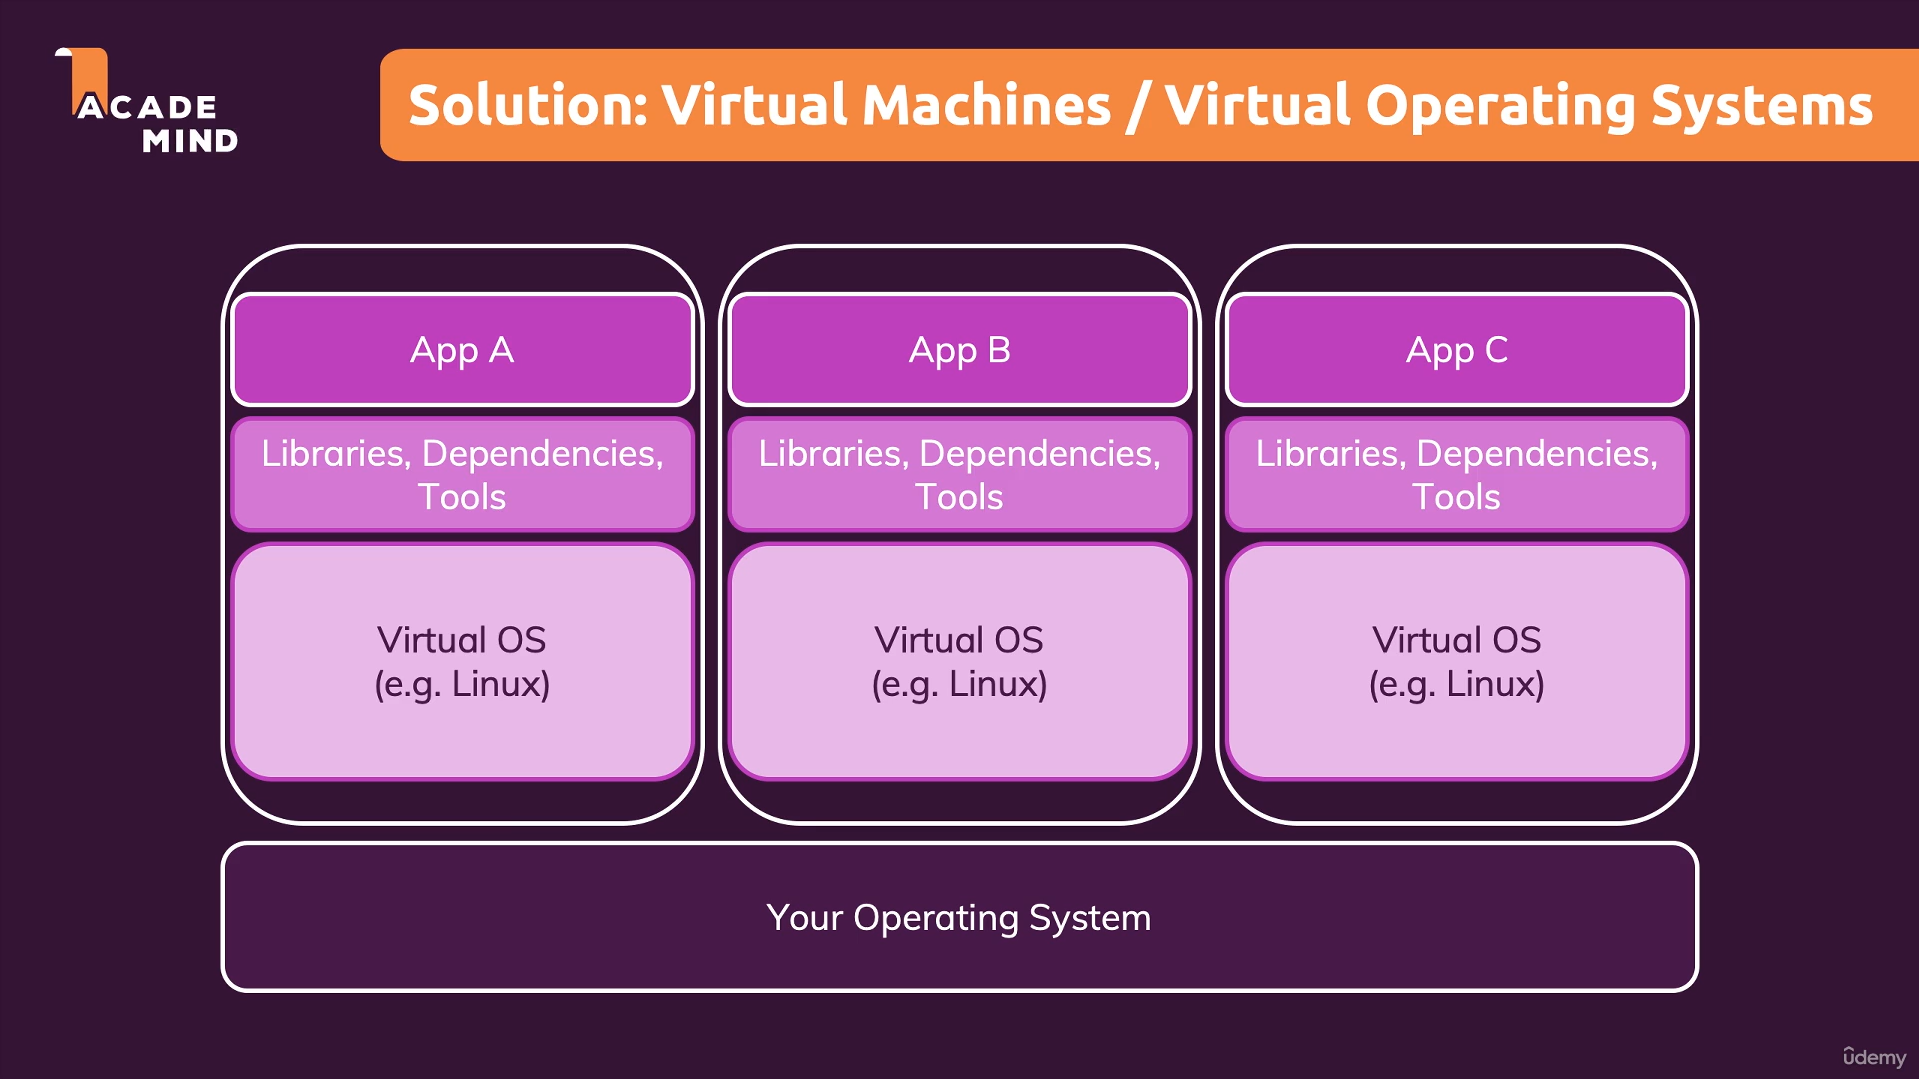 ACADE
MIND
Solution: Virtual Machines / Virtual Operating Systems
App A
Libraries, Dependencies,
Tools
Virtual OS
(e.g. Linux)
App B
Libraries, Dependencies,
Tools
Virtual OS
(e.g. Linux)
App C
Libraries, Dependencies,
Tools
Virtual OS
(e.g. Linux)
Your Operating System
ûdemy